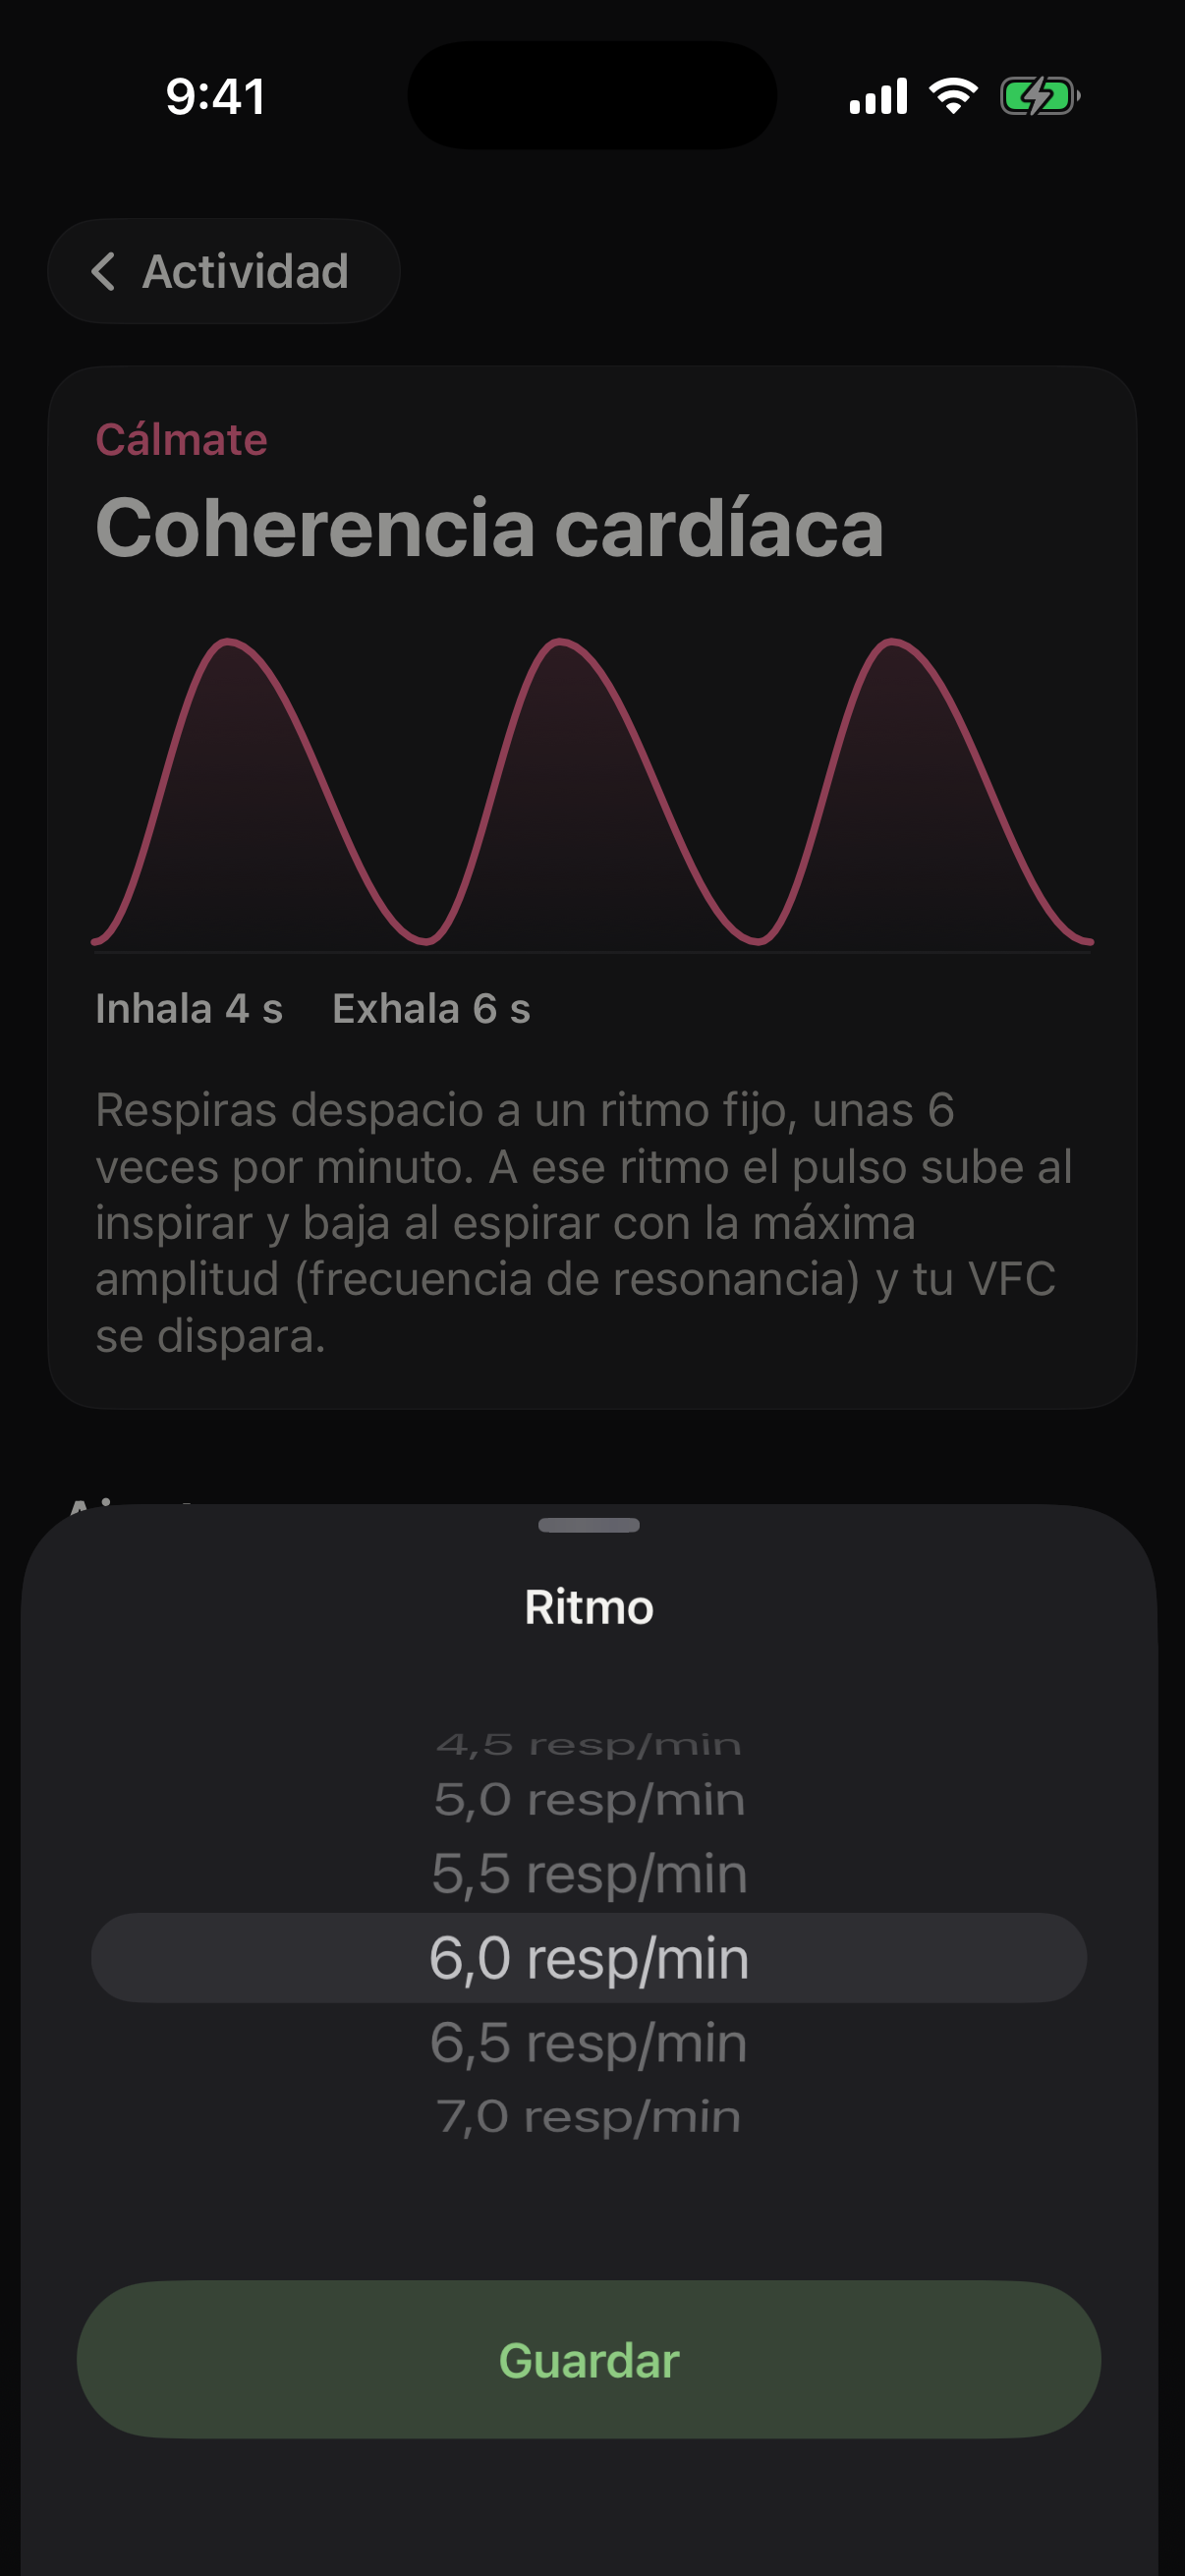 9:41
Actividad
Cálmate
Coherencia cardíaca
Inhala 4 s Exhala 6 s
Respiras despacio a un ritmo fijo, unas 6
veces por minuto. A ese ritmo el pulso sube al
inspirar y baja al espirar con la máxima
amplitud (frecuencia de resonancia) y tu VFC
se dispara.
Ritmo
4,5 resp/min
5,0 resp/min
5,5 resp/min
6,0 resp/min
6,5 resp/min
7,0 resp/min
Guardar